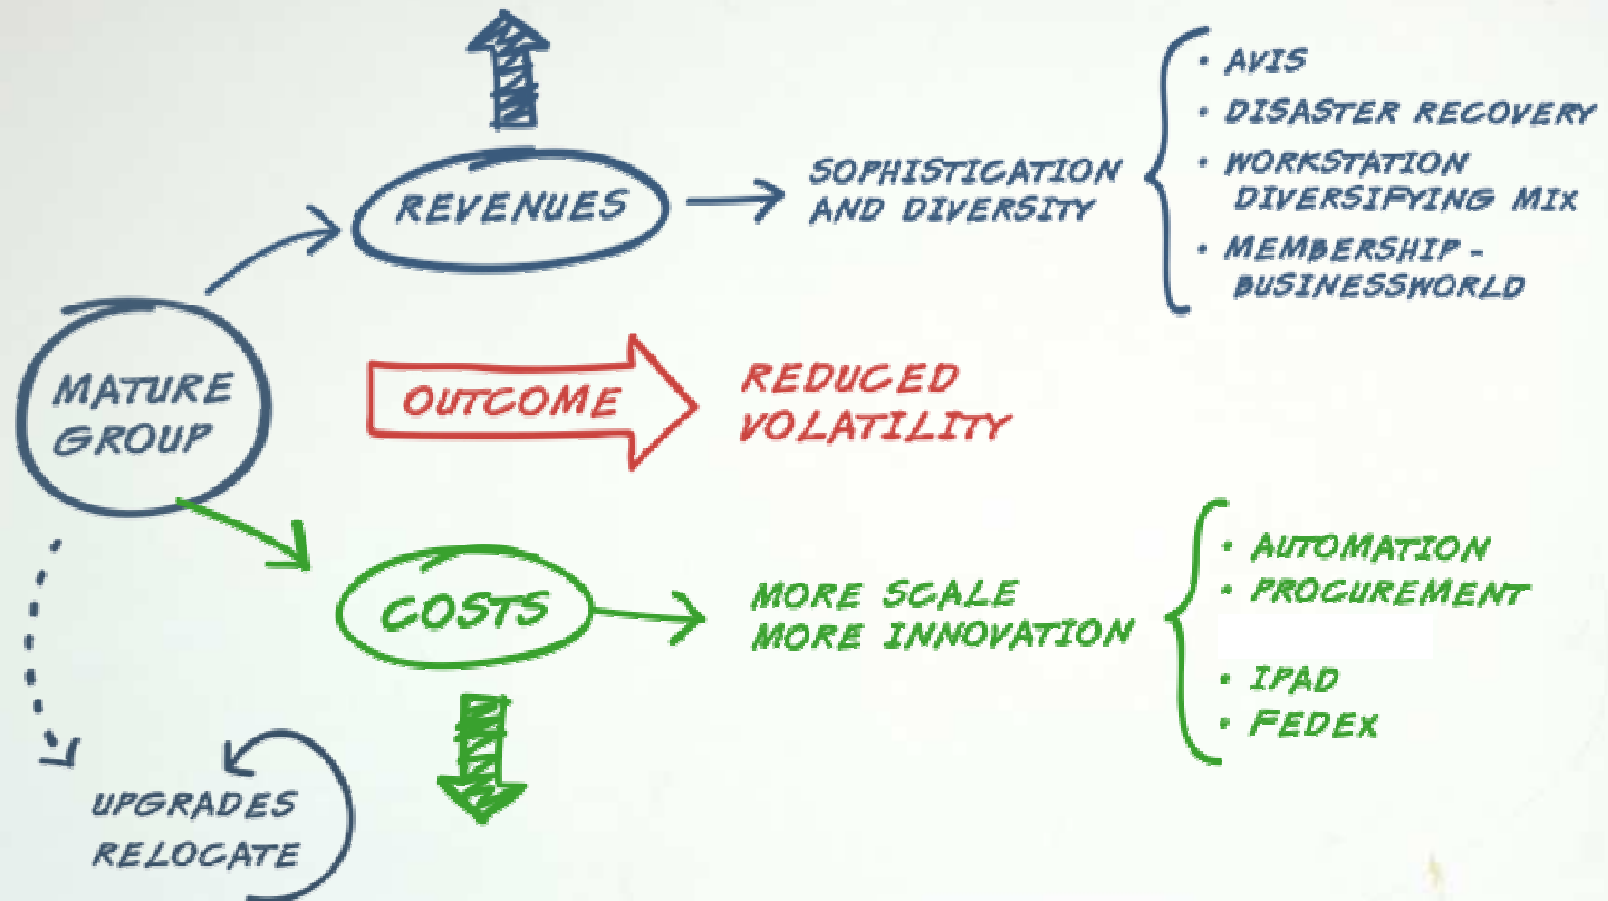 REVENUES
SOPHISTICATION
AND DIVERSITY
• AVIS
• DISASTER RECOVERY
• WORKSTATION
DIVERSIFYING MIX
• MEMBERSHIP -
BUSINESSWORLD
MATURE
GROUP
OUTCOME
REDUCED
VOLATILITY
COSTS
MORE SCALE
MORE INNOVATION
• AUTOMATION
• PROCUREMENT
• IPAD
• FEDEX
UPGRADES
RELOCATE